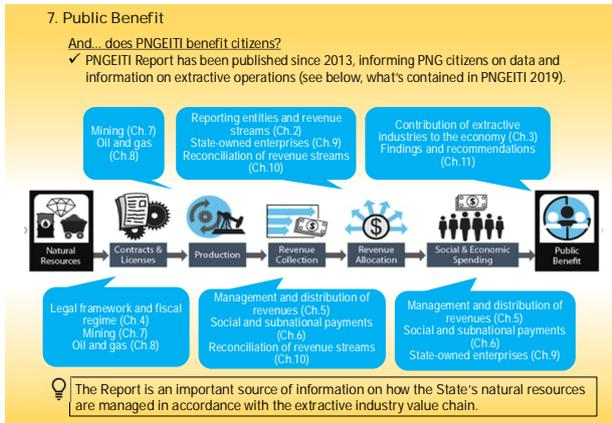 7. Public Benefit
And... does PNGEITI benefit citizens?
✓ PNGEITI Report has been published since 2013, informing PNG citizens on data and
information on extractive operations (see below, what's contained in PNGEITI 2019).
Mining (Ch.7)
Oil and gas
(Ch.8)
Reporting entities and revenue
streams (Ch.2)
State-owned enterprises (Ch.9)
Reconciliation of revenue streams
(Ch.10)
Contribution of extractive
industries to the economy (Ch.3)
Findings and recommendations
(Ch.11)
Natural
Resources
Contracts &
Licenses
Production
Revenue
Collection
Revenue
Allocation
Social & Economic
Spending
Public
Benefit
Legal framework and fiscal
regime (Ch.4)
Mining (Ch.7)
Oil and gas (Ch.8)
Management and distribution of
revenues (Ch.5)
Social and subnational payments
(Ch.6)
Reconciliation of revenue streams
(Ch.10)
Management and distribution of
revenues (Ch.5)
Social and subnational payments
(Ch.6)
State-owned enterprises (Ch.9)
The Report is an important source of information on how the State's natural resources
are managed in accordance with the extractive industry value chain.